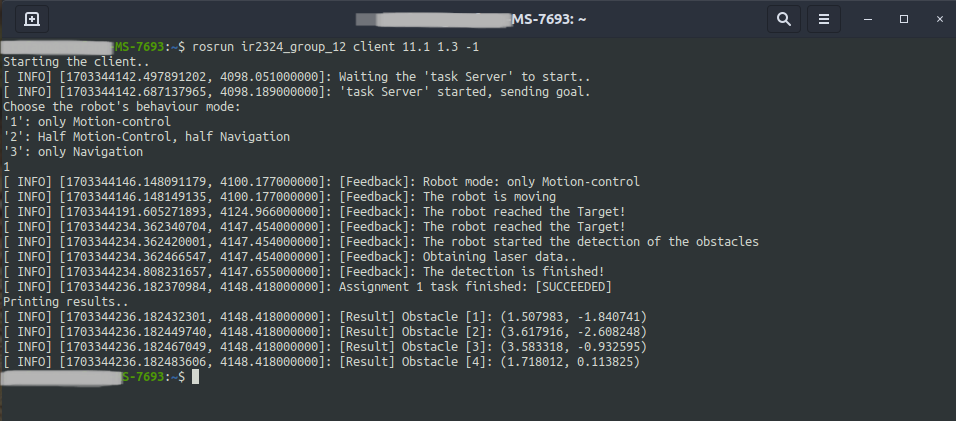 MS-7693: ~
MS-7693:~$ rosrun ir2324_group_12 client 11.1 1.3 -1
Starting the client..
[ INFO] [1703344142.497891202, 4098.051000000]: Waiting the 'task Server' to start..
[ INFO] [1703344142.687137965, 4098.189000000]: 'task Server' started, sending goal.
Choose the robot's behaviour mode:
'1': only Motion-control
'2': Half Motion-Control, half Navigation
'3': only Navigation
1
[ INFO] [1703344146.148091179, 4100.177000000]: [Feedback]: Robot mode: only Motion-control
[ INFO] [1703344146.148149135, 4100.177000000]: [Feedback]: The robot is moving
[ INFO] [1703344191.605271893, 4124.966000000]: [Feedback]: The robot reached the Target!
[ INFO] [1703344234.362340704, 4147.454000000]: [Feedback]: The robot reached the Target!
[ INFO] [1703344234.362420001, 4147.454000000]: [Feedback]: The robot started the detection of the obstacles
[ INFO] [1703344234.362466547, 4147.454000000]: [Feedback]: Obtaining laser data..
[ INFO] [1703344234.808231657, 4147.655000000]: [Feedback]: The detection is finished!
[ INFO] [1703344236.182370984, 4148.418000000]: Assignment 1 task finished: [SUCCEEDED]
Printing results..
[ INFO] [1703344236.182432301, 4148.418000000]: [Result] Obstacle [1]: (1.507983, -1.840741)
[ INFO] [1703344236.182449740, 4148.418000000]: [Result] Obstacle [2]: (3.617916, -2.608248)
[ INFO] [1703344236.182467049, 4148.418000000]: [Result] Obstacle [3]: (3.583318, -0.932595)
[ INFO] [1703344236.182483606, 4148.418000000]: [Result] Obstacle [4]: (1.718012, 0.113825)
S-7693:~$